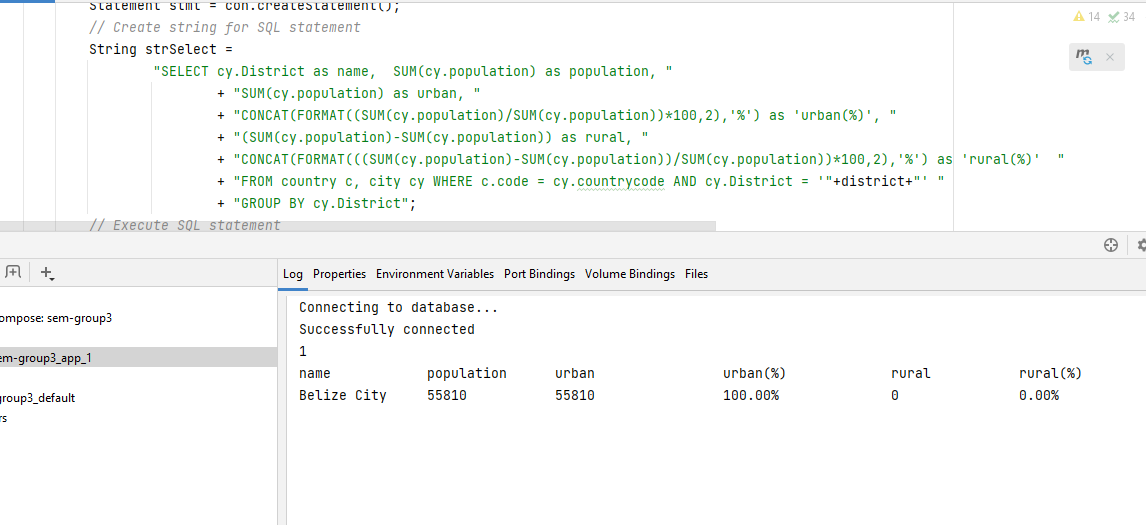 Statement stmt = con.createStatement();
// Create string for SQL statement
String strSelect =
"SELECT cy.District as name,  SUM(cy.population) as population, "
+ "SUM(cy.population) as urban, "
+ "CONCAT(FORMAT((SUM(cy.population)/SUM(cy.population))*100,2),'%') as 'urban(%)', "
+ "(SUM(cy.population)-SUM(cy.population)) as rural, "
+ "CONCAT(FORMAT(((SUM(cy.population)-SUM(cy.population))/SUM(cy.population))*100,2),'%') as 'rural(%)'  "
+ "FROM country c, city cy WHERE c.code = cy.countrycode AND cy.District = '"+district+"' "
+ "GROUP BY cy.District";
// Execute SQL statement
14 34
m
ompose: sem-group3
em-group3_app_1
group3_default
rs
Log Properties Environment Variables Port Bindings Volume Bindings Files
Connecting to database...
Successfully connected
1
name population urban urban(%) rural rural(%)
Belize City 55810 55810 100.00% 0 0.00%